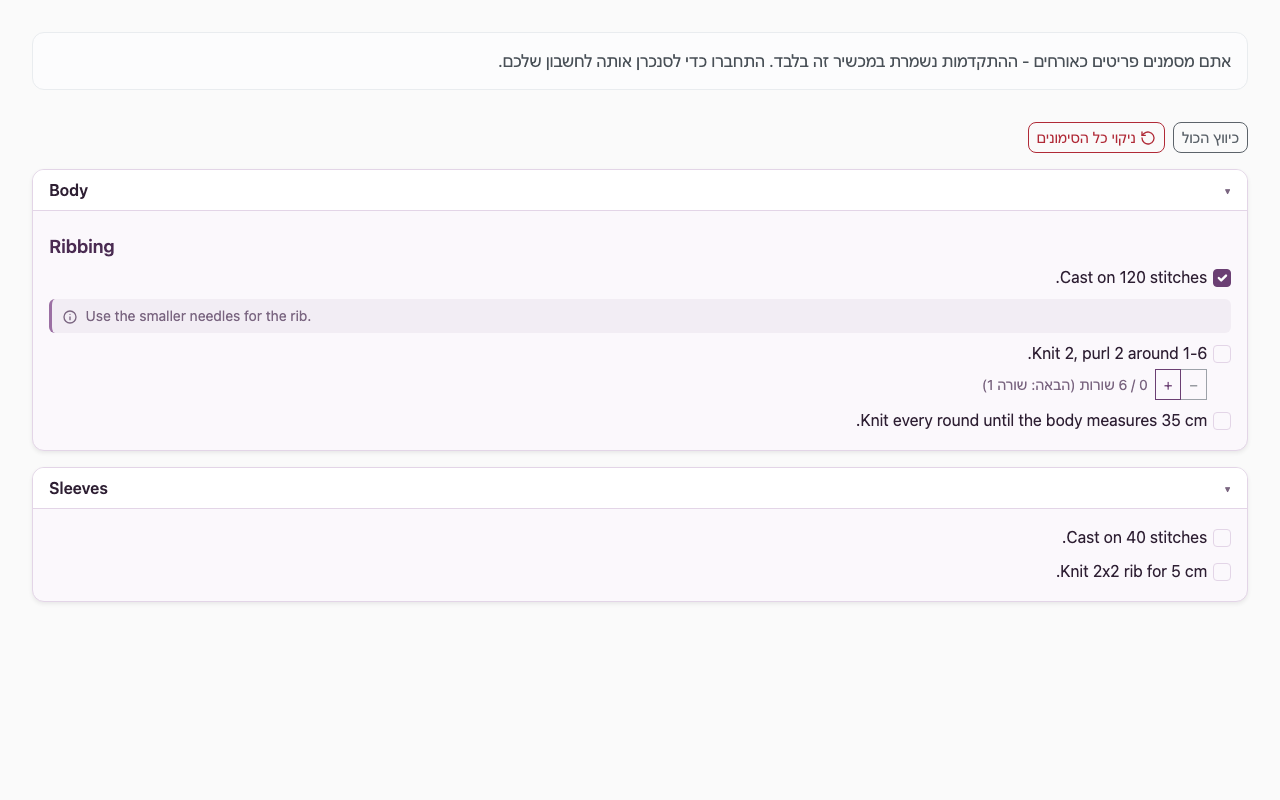 אתם מסמנים פריטים כאורחים - ההתקדמות נשמרת במכשיר זה בלבד. התחברו כדי לסנכרן אותה לחשבון שלכם.
כיווץ הכול
ניקוי כל הסימונים
Body
Ribbing
Cast on 120 stitches.
Use the smaller needles for the rib.
Knit 2, purl 2 around 1-6.
− + 0 / 6 שורות (הבאה: שורה 1)
Knit every round until the body measures 35 cm.
Sleeves
Cast on 40 stitches.
Knit 2x2 rib for 5 cm.